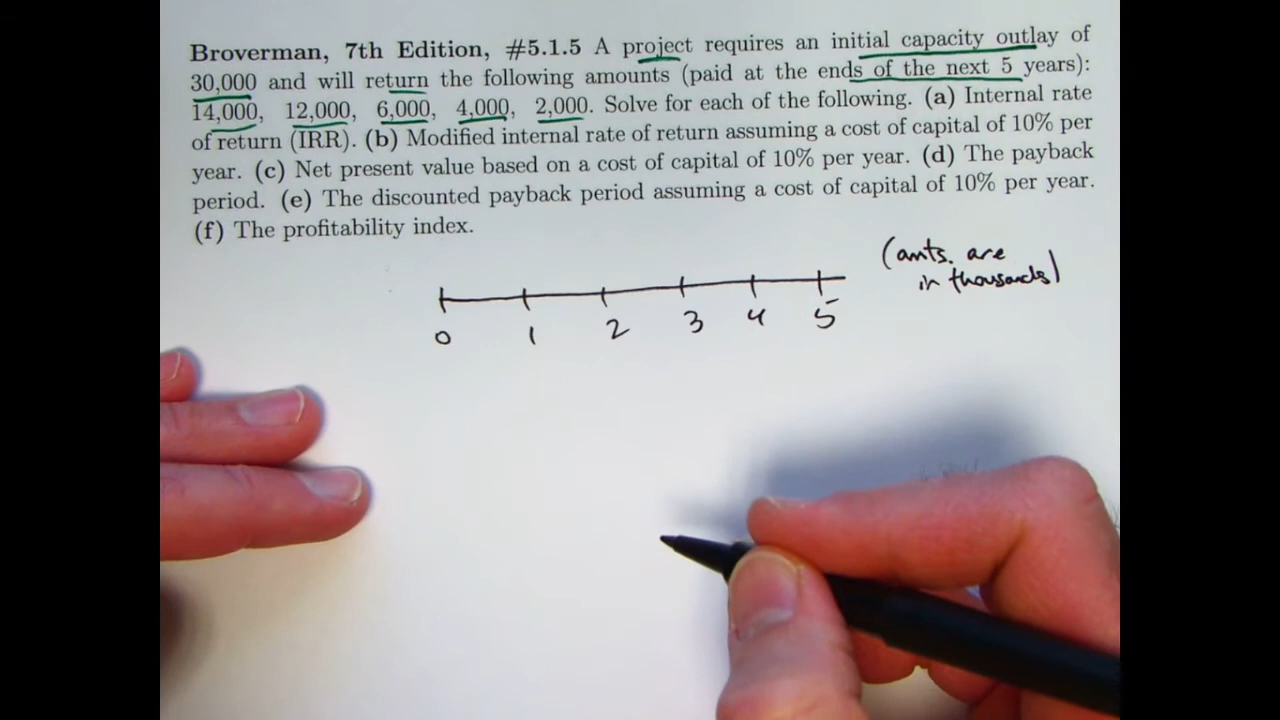 Broverman, 7th Edition, #5.1.5 A project requires an initial capacity outlay of
30,000 and will return the following amounts (paid at the ends of the next 5 years):
14,000, 12,000, 6,000, 4,000, 2,000. Solve for each of the following. (a) Internal rate
of return (IRR). (b) Modified internal rate of return assuming a cost of capital of 10% per
year. (c) Net present value based on a cost of capital of 10% per year. (d) The payback
period. (e) The discounted payback period assuming a cost of capital of 10% per year.
(f) The profitability index.
(amts. are
in thousands)
0 1 2 3 4 5